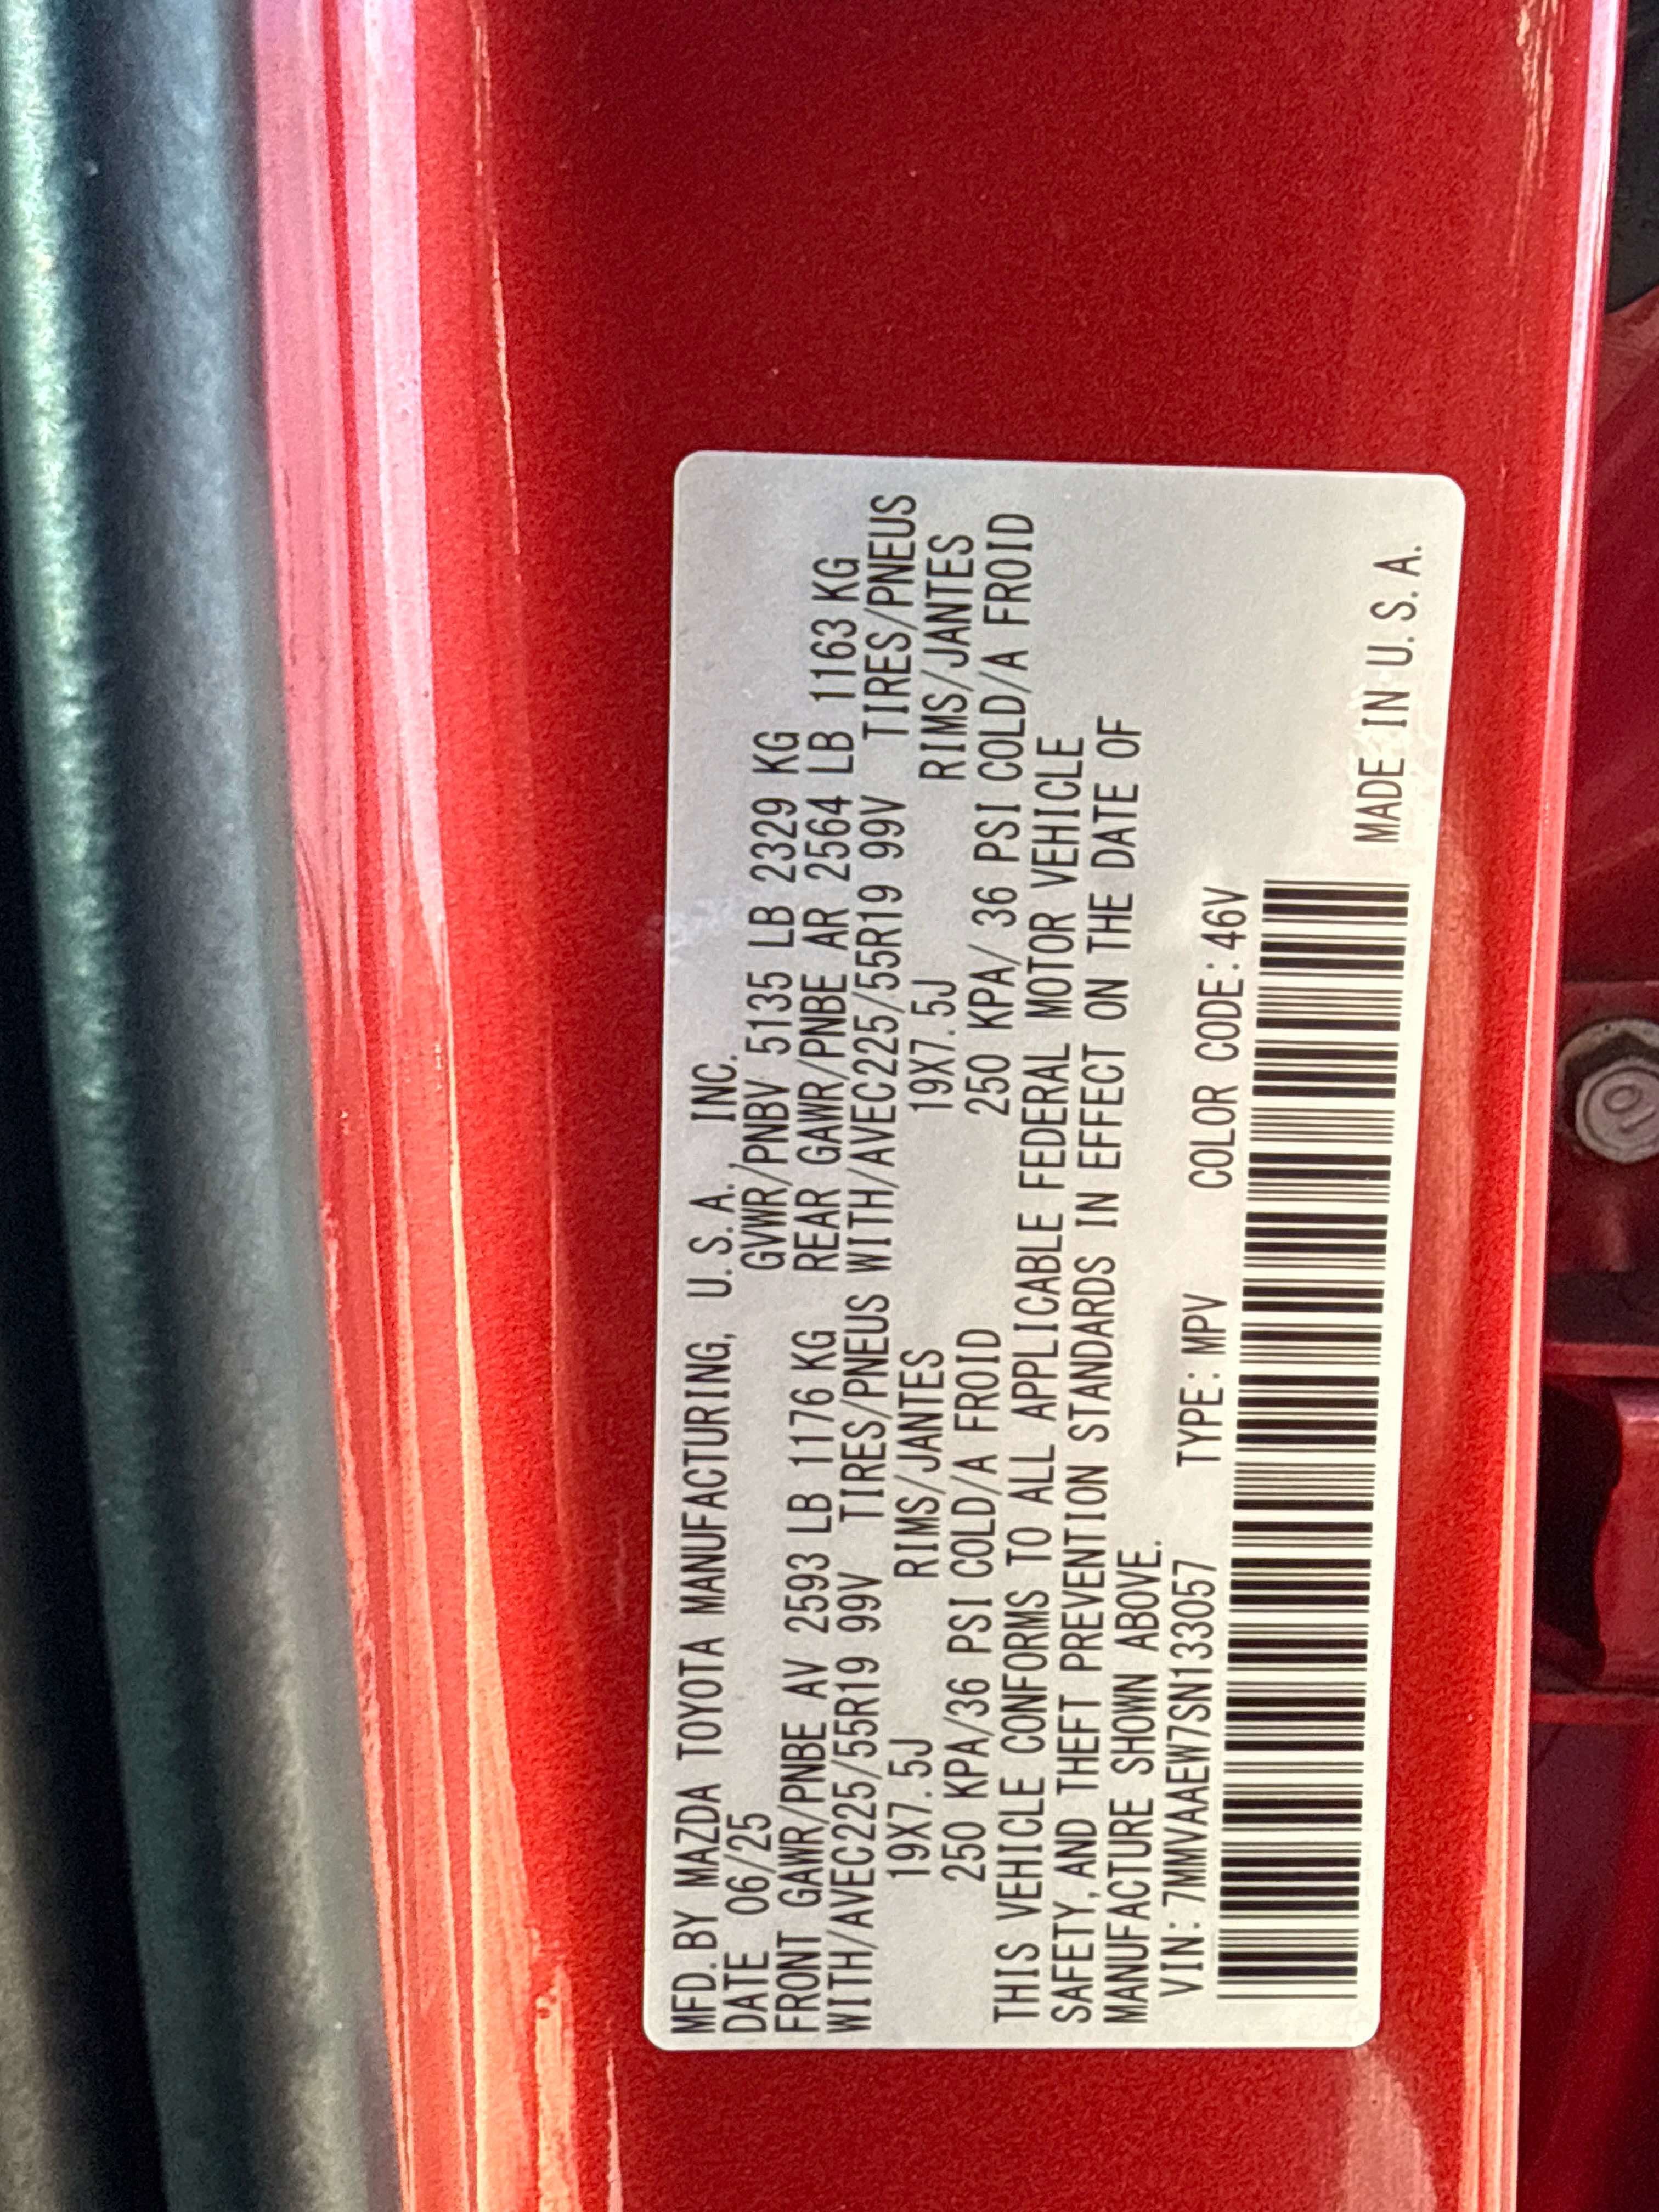 MFD. BY MAZDA TOYOTA MANUFACTURING, U. S. A., INC.
DATE 06/25 GVWR/PNBV 5135 LB 2329 KG
FRONT GAWR/PNBE AV 2593 LB 1176 KG REAR GAWR/PNBE AR 2564 LB 1163 KG
WITH/AVEC225/55R19 99V TIRES/PNEUS WITH/AVEC225/55R19 99V TIRES/PNEUS
19X7.5J RIMS/JANTES 19X7.5J RIMS/JANTES
250 KPA/36 PSI COLD/A FROID 250 KPA/ 36 PSI COLD/A FROID
THIS VEHICLE CONFORMS TO ALL APPLICABLE FEDERAL MOTOR VEHICLE
SAFETY, AND THEFT PREVENTION STANDARDS IN EFFECT ON THE DATE OF
MANUFACTURE SHOWN ABOVE.
VIN: 7MMVAAEW7SN133057 TYPE: MPV COLOR CODE: 46V
MADE IN U. S. A.